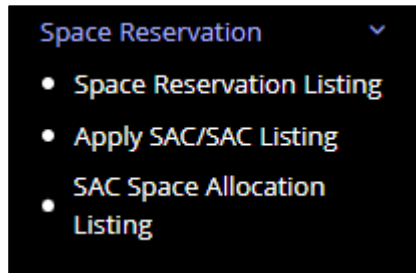 Space Reservation
Space Reservation Listing
Apply SAC/SAC Listing
SAC Space Allocation
Listing